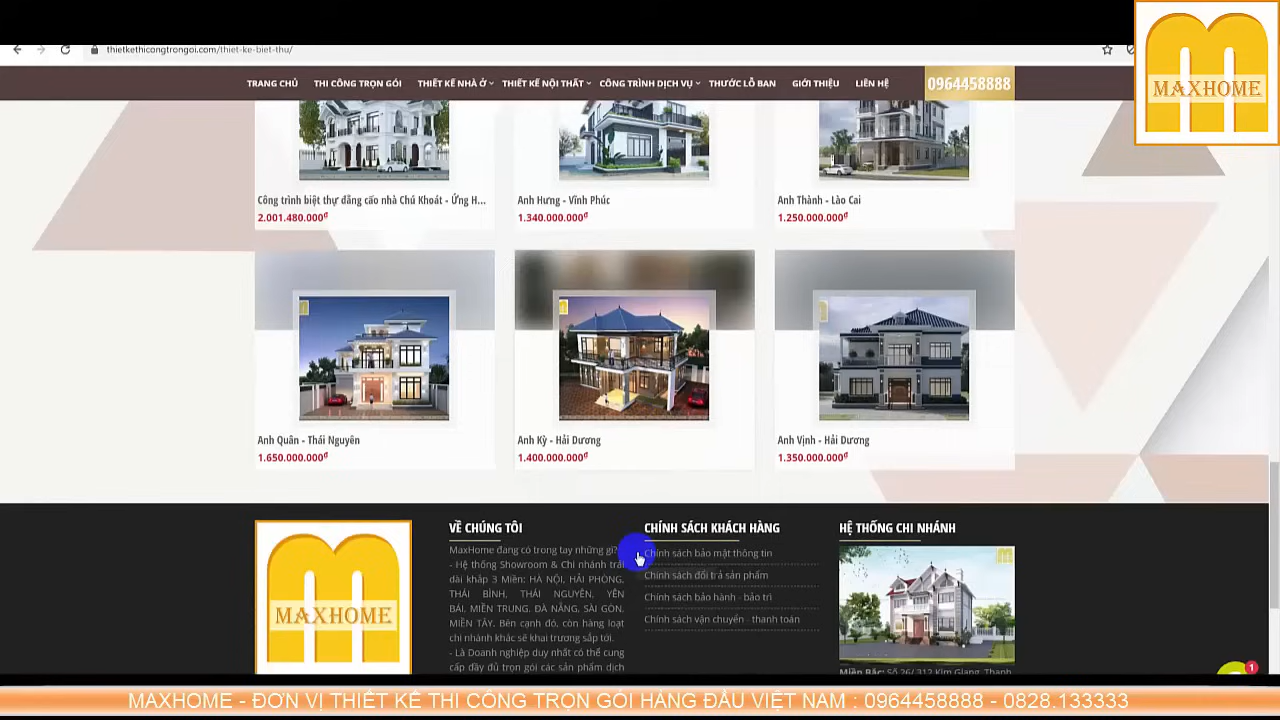 MAXHOME
thietkethicongtrongoi.com/thiet-ke-biet-thu/
TRANG CHỦ THI CÔNG TRỌN GÓI THIẾT KẾ NHÀ Ở THIẾT KẾ NỘI THẤT CÔNG TRÌNH DỊCH VỤ THƯỚC LỖ BAN GIỚI THIỆU LIÊN HỆ 0964458888
Công trình biệt thự đẳng cấo nhà Chú Khoát - Ứng H...
2.001.480.000₫
Anh Hưng - Vĩnh Phúc
1.340.000.000₫
Anh Thành - Lào Cai
1.250.000.000₫
Anh Quân - Thái Nguyên
1.650.000.000₫
Anh Kỳ - Hải Dương
1.400.000.000₫
Anh Vịnh - Hải Dương
1.350.000.000₫
MAXHOME
VỀ CHÚNG TÔI
MaxHome đang có trong tay những gì?
- Hệ thống Showroom & Chi nhánh trải
dài khắp 3 Miền: HÀ NỘI, HẢI PHÒNG,
THÁI BÌNH, THÁI NGUYÊN, YÊN
BÁI, MIỀN TRUNG, ĐÀ NẴNG, SÀI GÒN,
MIỀN TÂY. Bên cạnh đó, còn hàng loạt
chi nhánh khác sẽ khai trương sắp tới.
- Là Doanh nghiệp duy nhất có thể cung
cấp đầy đủ trọn gói các sản phẩm dịch
CHÍNH SÁCH KHÁCH HÀNG
Chính sách bảo mật thông tin
Chính sách đổi trả sản phẩm
Chính sách bảo hành - bảo trì
Chính sách vận chuyển - thanh toán
HỆ THỐNG CHI NHÁNH
Miền Bắc: Số 26/ 312 Kim Giang, Thanh
1
MAXHOME - ĐƠN VỊ THIẾT KẾ THI CÔNG TRỌN GÓI HÀNG ĐẦU VIỆT NAM : 0964458888 - 0828.133333